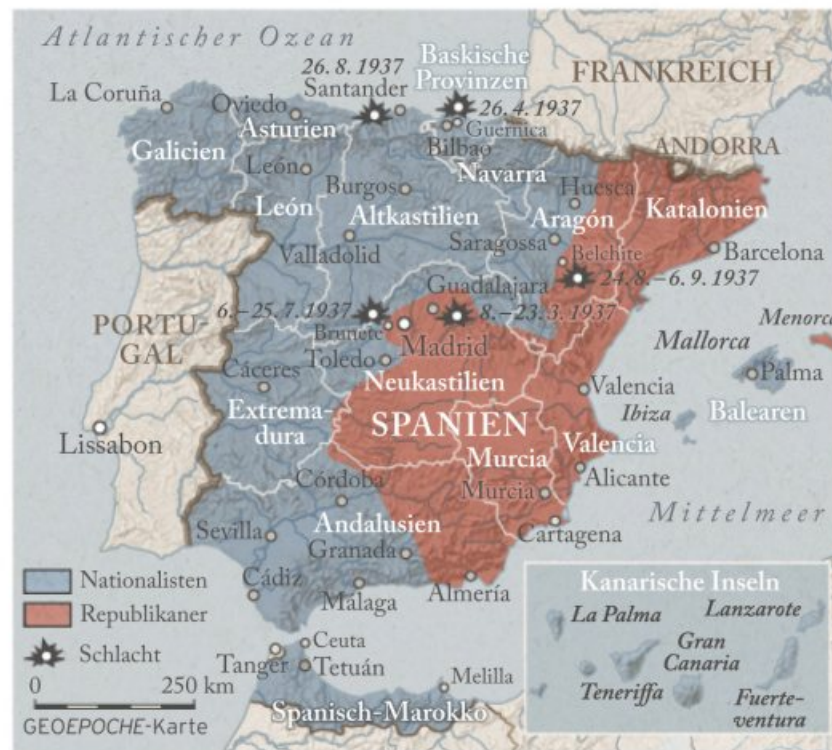 Atlantischer Ozean
26. 8. 1937
Santander
Baskische
Provinzen
FRANKREICH
La Coruña
Oviedo
Asturien
26. 4. 1937
Guernica
Bilbao
ANDORRA
Galicien
León
Navarra
Burgos
Huesca
León
Altkastilien
Aragón
Katalonien
Valladolid
Saragossa
Belchite
Barcelona
24.8.–6.9.1937
6.–25.7.1937
Guadalajara
8.–23.3.1937
Brunete
Madrid
PORTU-
GAL
Toledo
Mallorca
Menorca
Cáceres
Neukastilien
Valencia
Palma
Extrema-
dura
SPANIEN
Ibiza
Balearen
Lissabon
Murcia
Valencia
Córdoba
Murcia
Alicante
Sevilla
Andalusien
Cartagena
Mittelmeer
Granada
Nationalisten
Cádiz
Málaga
Almería
Republikaner
Schlacht
Ceuta
Tanger
Tetuán
Melilla
0 250 km
Spanisch-Marokko
GEOEPOCHE-Karte
Kanarische Inseln
La Palma
Lanzarote
Gran
Canaria
Teneriffa
Fuerte-
ventura